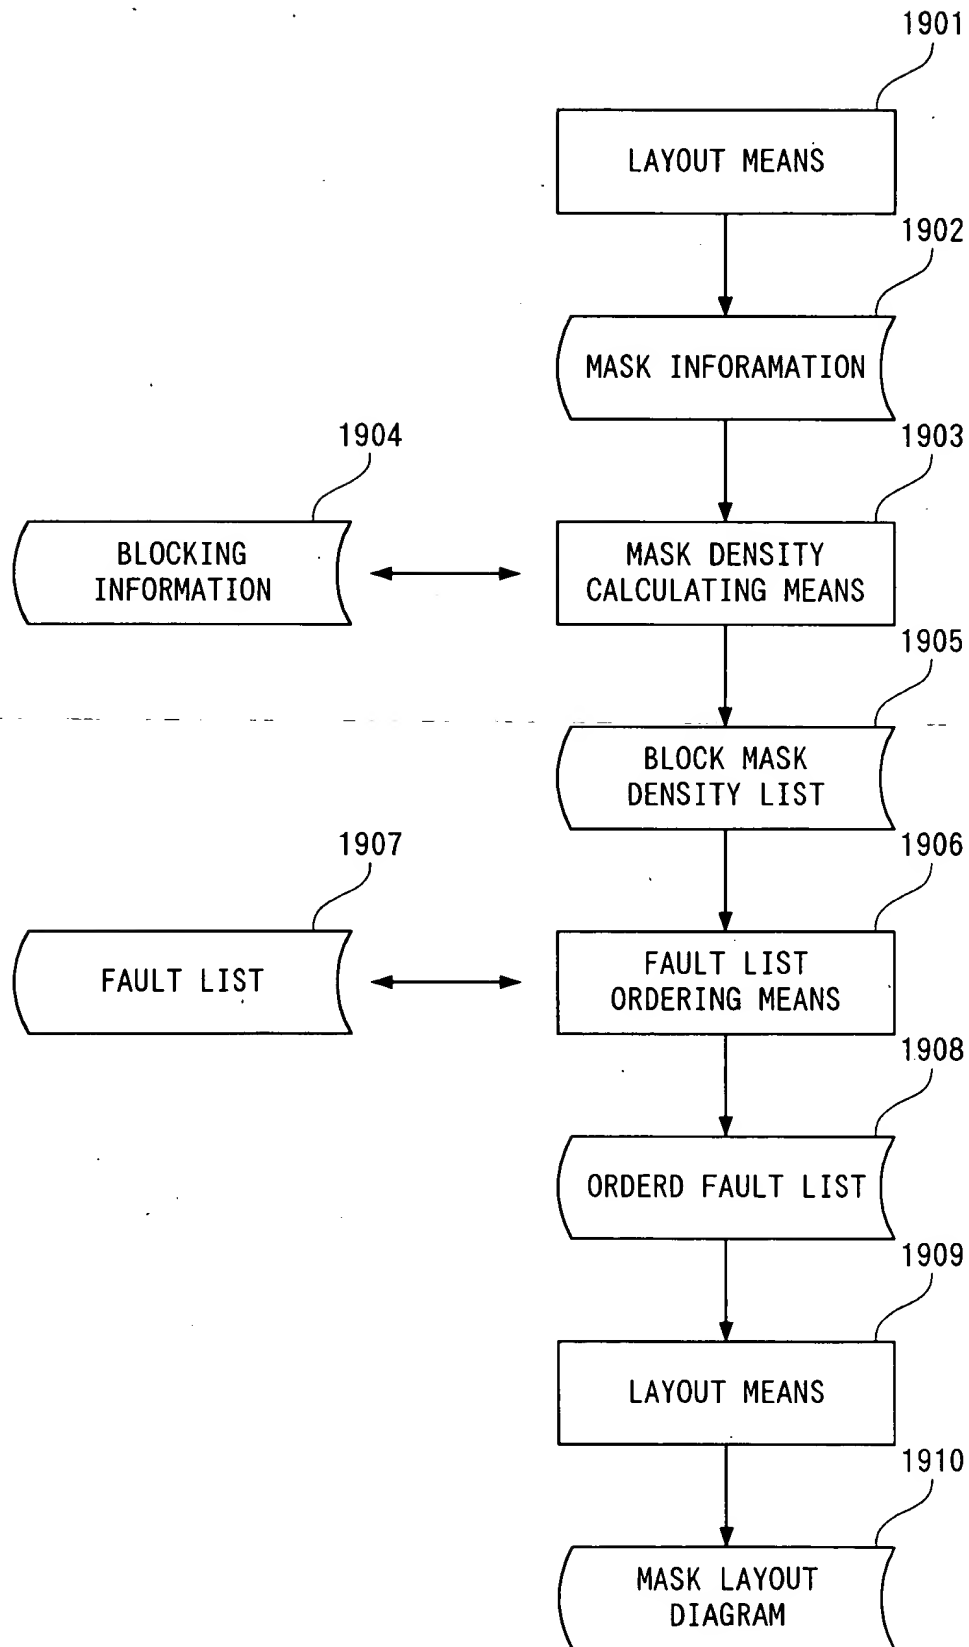 1901
LAYOUT MEANS
1902
MASK INFORAMATION
1904
1903
BLOCKING
INFORMATION
MASK DENSITY
CALCULATING MEANS
1905
BLOCK MASK
DENSITY LIST
1907
1906
FAULT LIST
FAULT LIST
ORDERING MEANS
1908
ORDERD FAULT LIST
1909
LAYOUT MEANS
1910
MASK LAYOUT
DIAGRAM